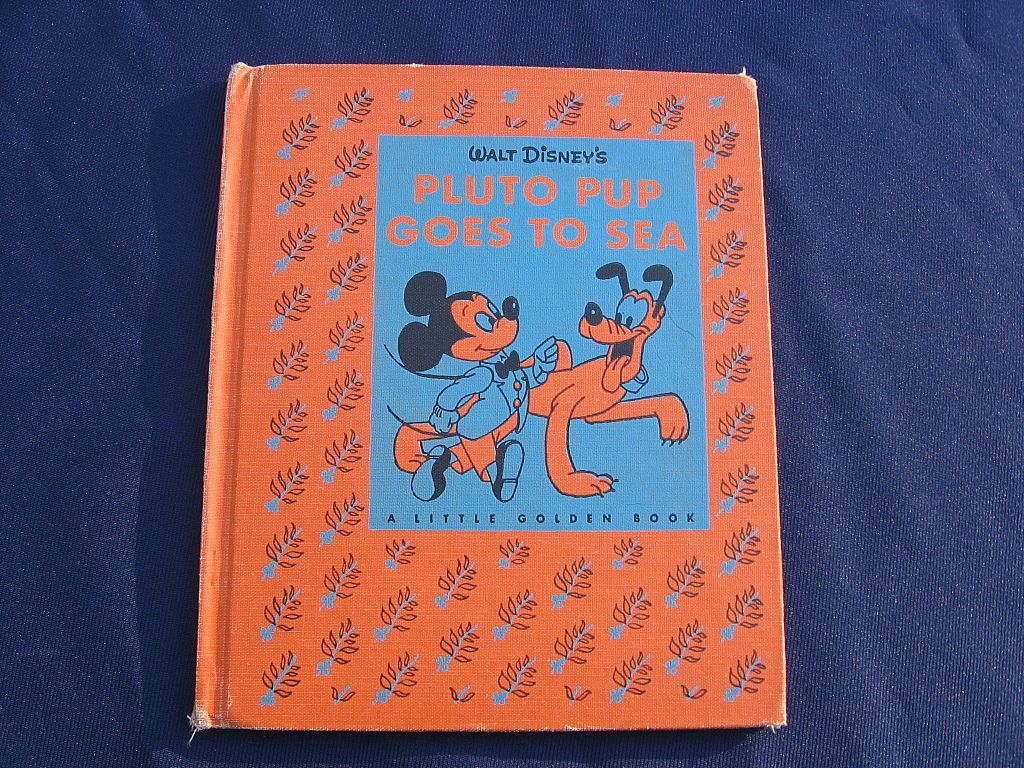 WALT DISNEY'S
PLUTO PUP
GOES TO SEA
A LITTLE GOLDEN BOOK